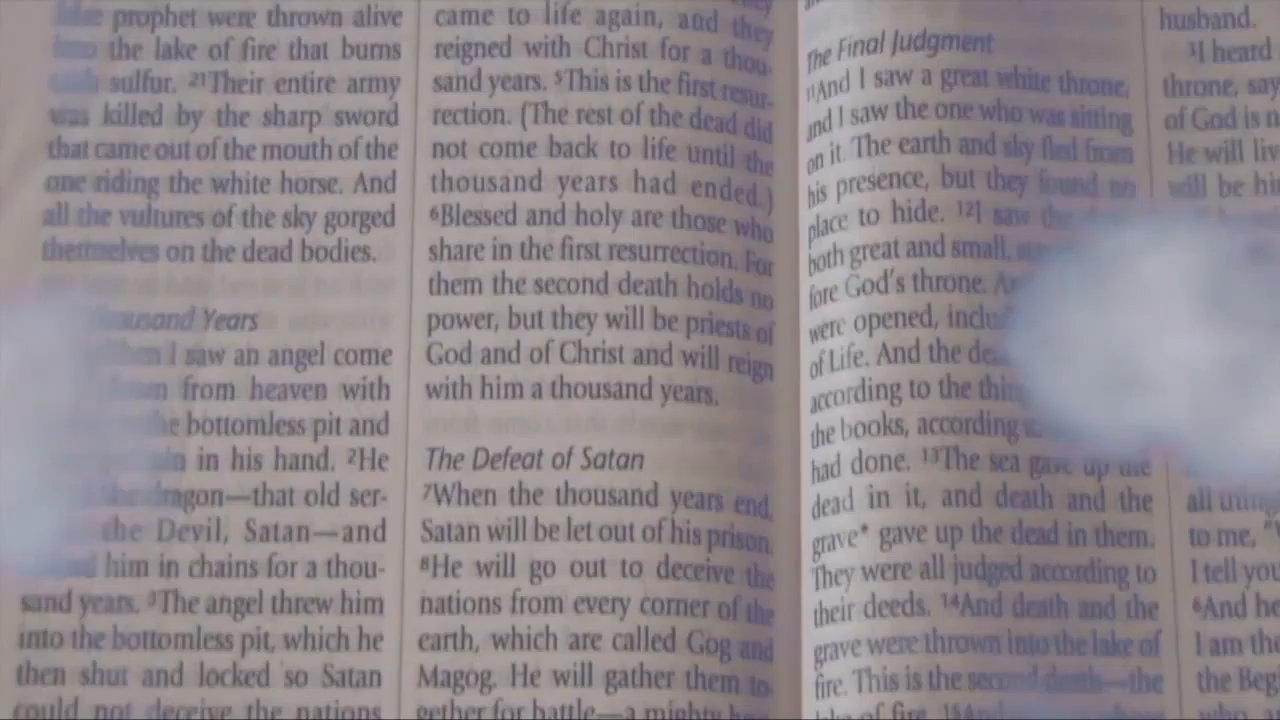 prophet were thrown alive
the lake of fire that burns
sulfur. ²¹Their entire army
was killed by the sharp sword
that came out of the mouth of the
one riding the white horse. And
all the vultures of the sky gorged
themselves on the dead bodies.
Years
I saw an angel come
from heaven with
bottomless pit and
in his hand. ²He
dragon—that old ser-
the Devil, Satan—and
him in chains for a thou-
sand years. ³The angel threw him
into the bottomless pit, which he
then shut and locked so Satan
could not deceive the nations
came to life again, and they
reigned with Christ for a thou-
sand years. ⁵This is the first resur-
rection. (The rest of the dead did
not come back to life until the
thousand years had ended.)
⁶Blessed and holy are those who
share in the first resurrection. For
them the second death holds no
power, but they will be priests of
God and of Christ and will reign
with him a thousand years.
The Defeat of Satan
⁷When the thousand years end,
Satan will be let out of his prison.
⁸He will go out to deceive the
nations from every corner of the
earth, which are called Gog and
Magog. He will gather them to-
gether for battle—a mighty
The Final Judgment
¹¹And I saw a great white throne,
and I saw the one who was sitting
on it. The earth and sky fled from
his presence, but they found no
place to hide. ¹²I saw the
both great and small,
fore God's throne.
were opened,
of Life. And the
according to the
the books, according
had done. ¹³The sea gave up the
dead in it, and death and the
grave* gave up the dead in them.
They were all judged according to
their deeds. ¹⁴And death and the
grave were thrown into the lake of
fire. This is the second death—the
lake of fire. ¹⁵And
husband.
³I heard
throne,
of God is
He will
will be
to me,
I tell you
⁶And
I am the
the